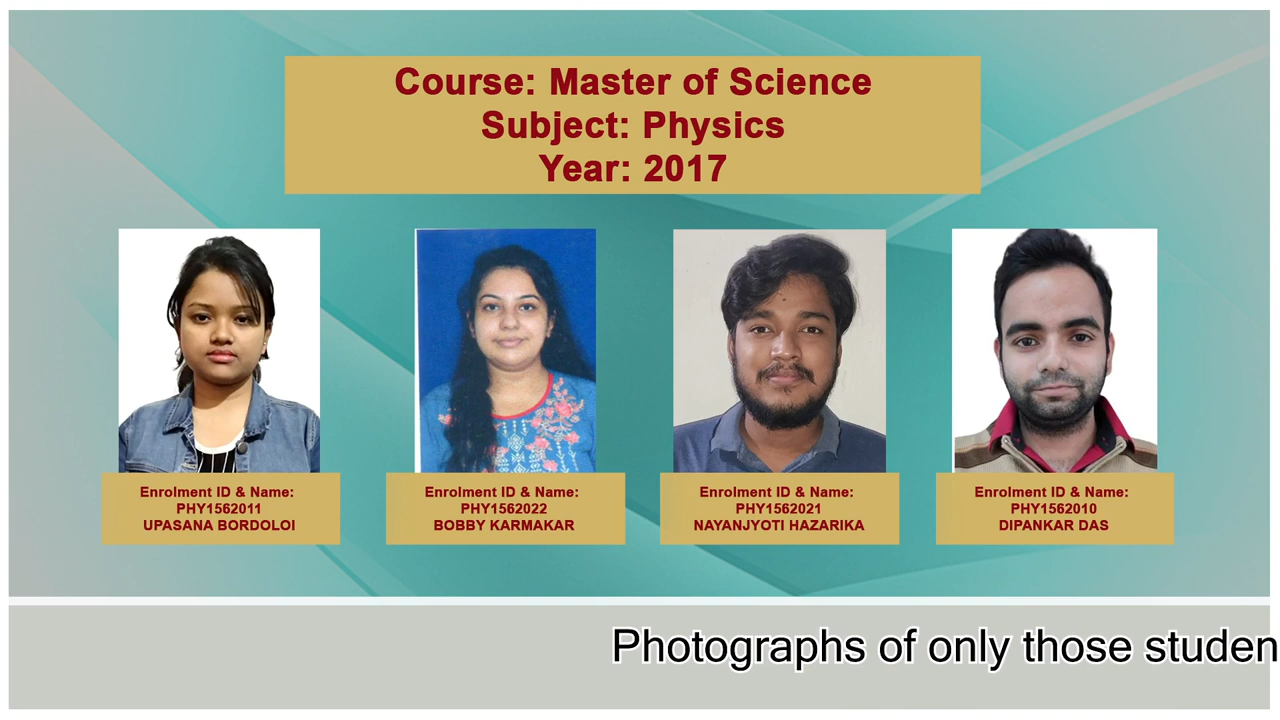 Course: Master of Science
Subject: Physics
Year: 2017
Enrolment ID & Name:
PHY1562011
UPASANA BORDOLOI
Enrolment ID & Name:
PHY1562022
BOBBY KARMAKAR
Enrolment ID & Name:
PHY1562021
NAYANJYOTI HAZARIKA
Enrolment ID & Name:
PHY1562010
DIPANKAR DAS
Photographs of only those studen